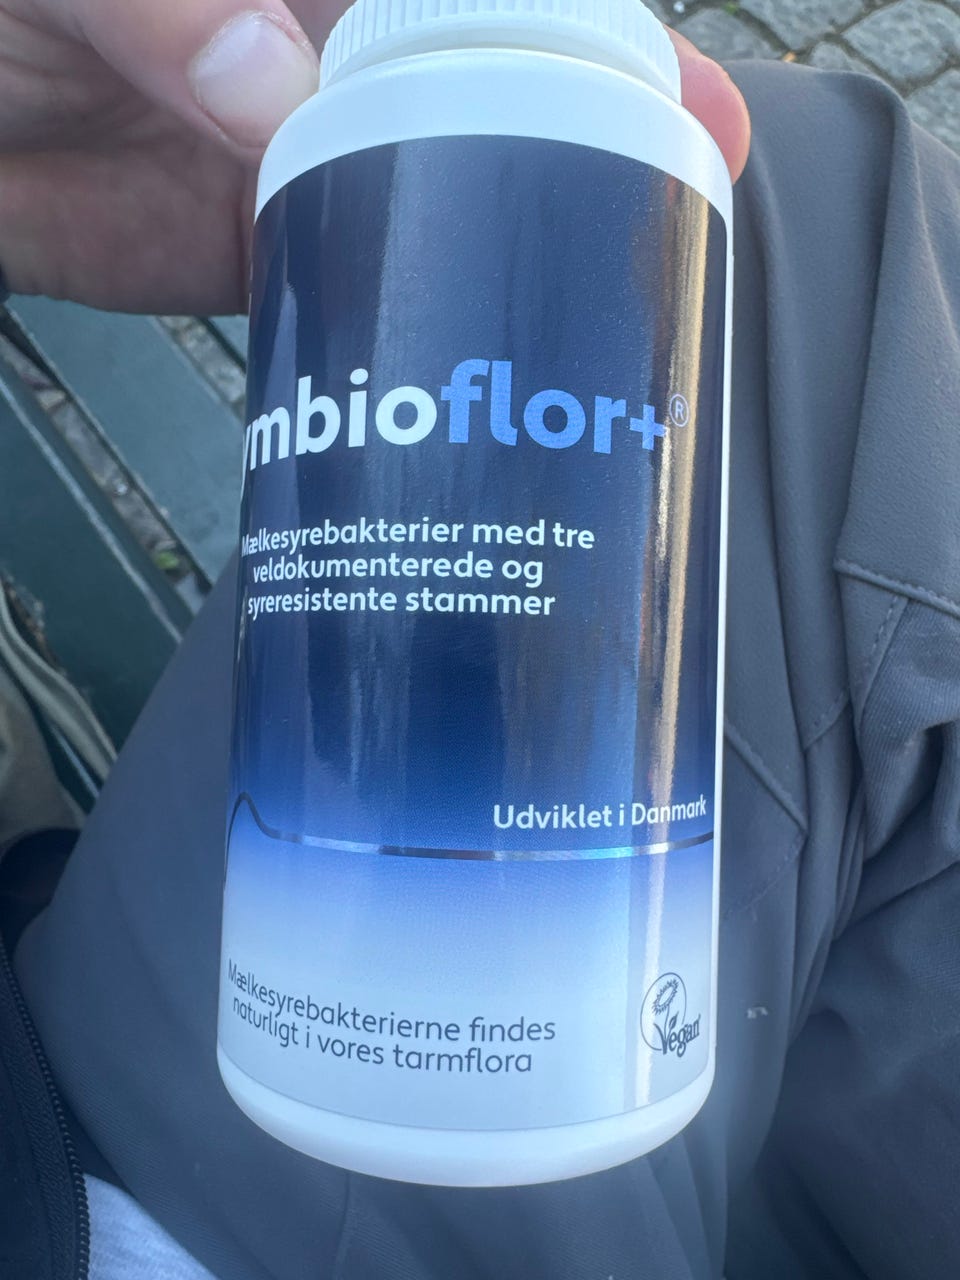 ymbioflor+®
Mælkesyrebakterier med tre
veldokumenterede og
syreresistente stammer
Udviklet i Danmark
Mælkesyrebakterierne findes
naturligt i vores tarmflora
Vegan